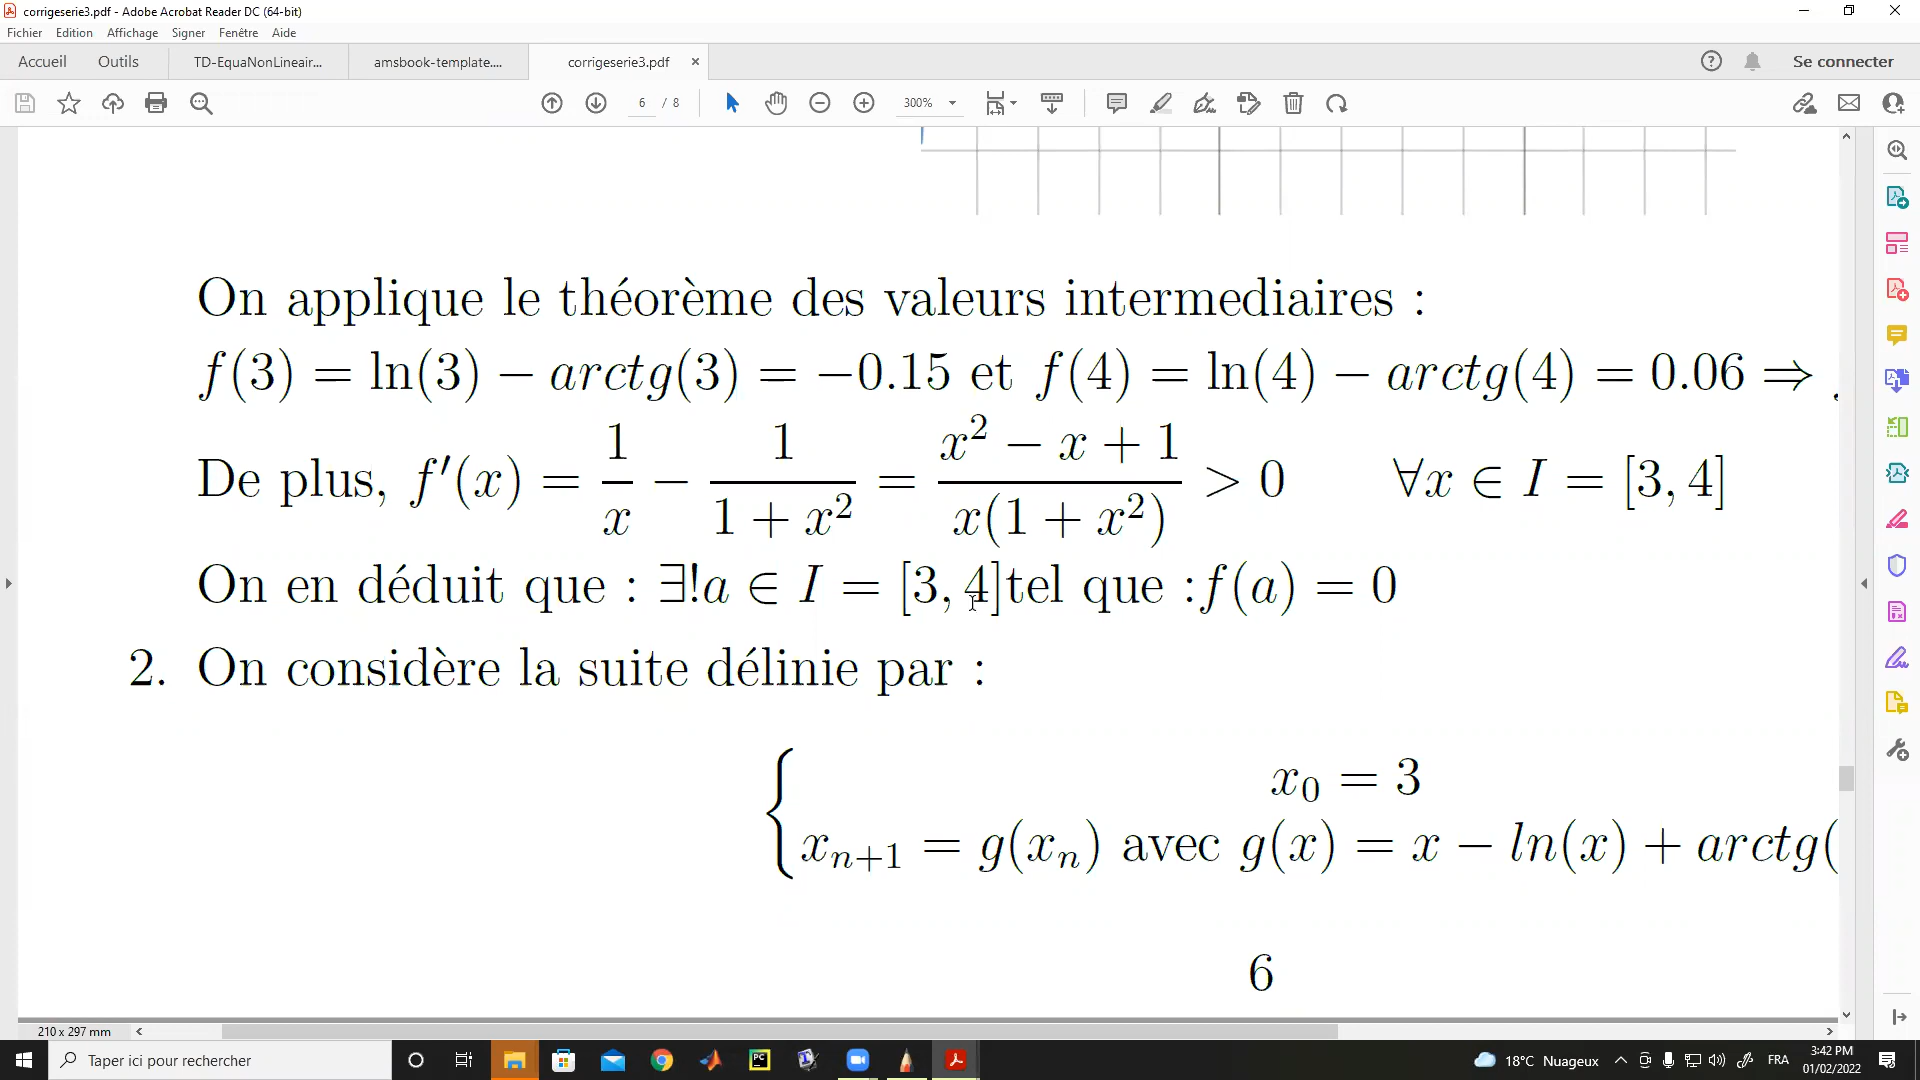 corrigeserie3.pdf - Adobe Acrobat Reader DC (64-bit)
Fichier Edition Affichage Signer Fenêtre Aide
Accueil Outils TD-EquaNonLineair... amsbook-template.... corrigeserie3.pdf × Se connecter
6 / 8 300%
On applique le théorème des valeurs intermediaires :
f(3) = ln(3) − arctg(3) = −0.15 et f(4) = ln(4) − arctg(4) = 0.06 ⇒
De plus, f′(x) = 1/x − 1/(1 + x²) = (x² − x + 1)/(x(1 + x²)) > 0 ∀x ∈ I = [3, 4]
On en déduit que : ∃!a ∈ I = [3, 4]tel que :f(a) = 0
2. On considère la suite délinie par :
x₀ = 3
xₙ₊₁ = g(xₙ) avec g(x) = x − ln(x) + arctg(
6
210 x 297 mm
Taper ici pour rechercher
18°C Nuageux FRA 3:42 PM
01/02/2022